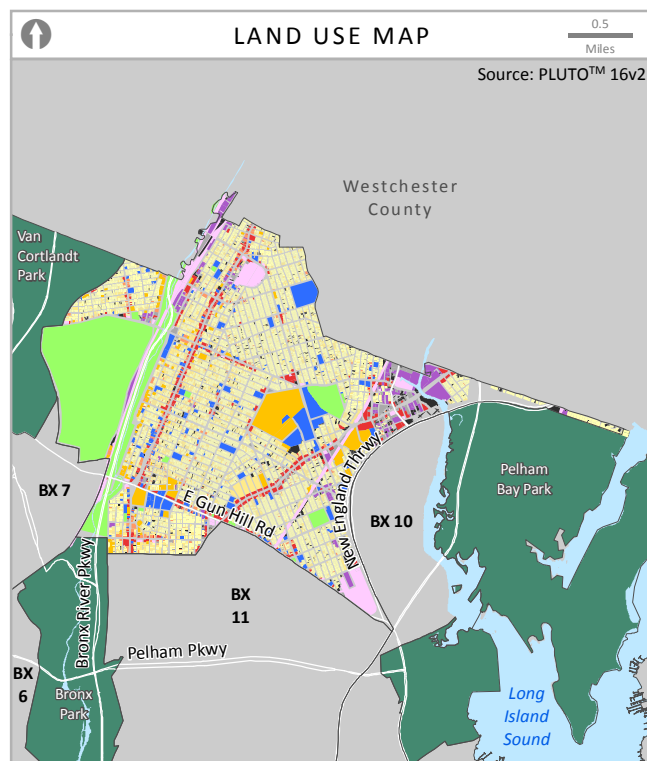 LAND USE MAP
0.5
Miles
Source: PLUTO™ 16v2
Westchester
County
Van
Cortlandt
Park
BX 7
E Gun Hill Rd
New England Thrwy
BX 10
Pelham
Bay Park
Bronx River Pkwy
BX
11
Pelham Pkwy
BX
6
Bronx
Park
Long
Island
Sound